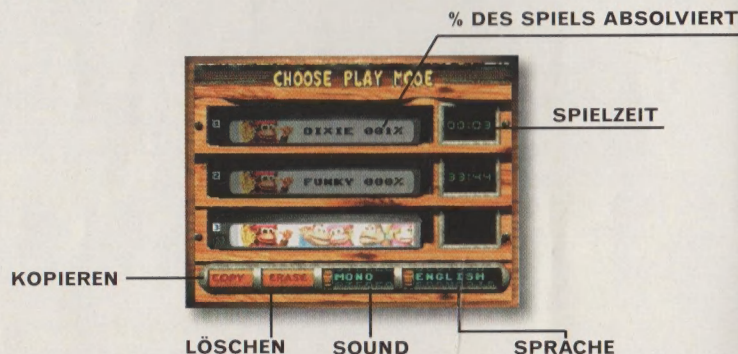 % DES SPIELS ABSOLVIERT
CHOOSE PLAY MODE
DIXIE 001%
00:03
SPIELZEIT
FUNKY 000%
33:44
KOPIEREN
COPY ERASE MONO ENGLISH
LÖSCHEN SOUND SPRACHE